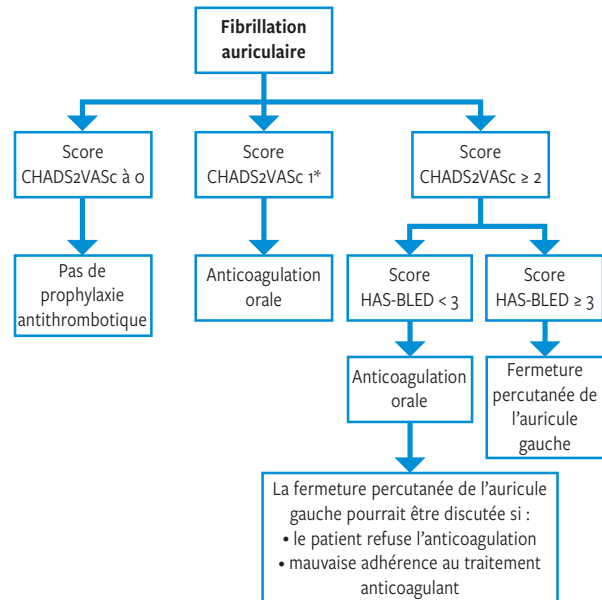 Fibrillation
auriculaire
Score
CHADS2VASc à 0
Score
CHADS2VASc 1*
Score
CHADS2VASc ≥ 2
Pas de
prophylaxie
antithrombotique
Anticoagulation
orale
Score
HAS-BLED < 3
Score
HAS-BLED ≥ 3
Anticoagulation
orale
Fermeture
percutanée de
l’auricule
gauche
La fermeture percutanée de l’auricule
gauche pourrait être discutée si :
• le patient refuse l’anticoagulation
• mauvaise adhérence au traitement
anticoagulant